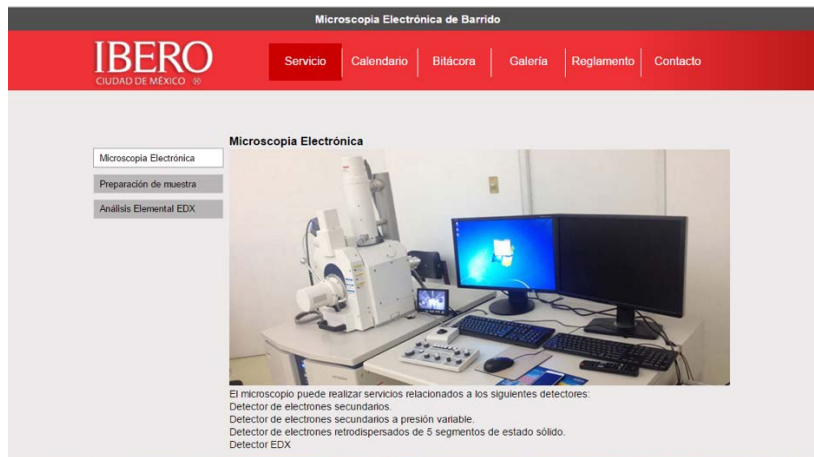 Microscopia Electrónica de Barrido
IBERO
CIUDAD DE MÉXICO ®
Servicio
Calendario
Bitácora
Galería
Reglamento
Contacto
Microscopia Electrónica
Preparación de muestra
Análisis Elemental EDX
Microscopia Electrónica
El microscopio puede realizar servicios relacionados a los siguientes detectores:
Detector de electrones secundarios.
Detector de electrones secundarios a presión variable.
Detector de electrones retrodispersados de 5 segmentos de estado sólido.
Detector EDX